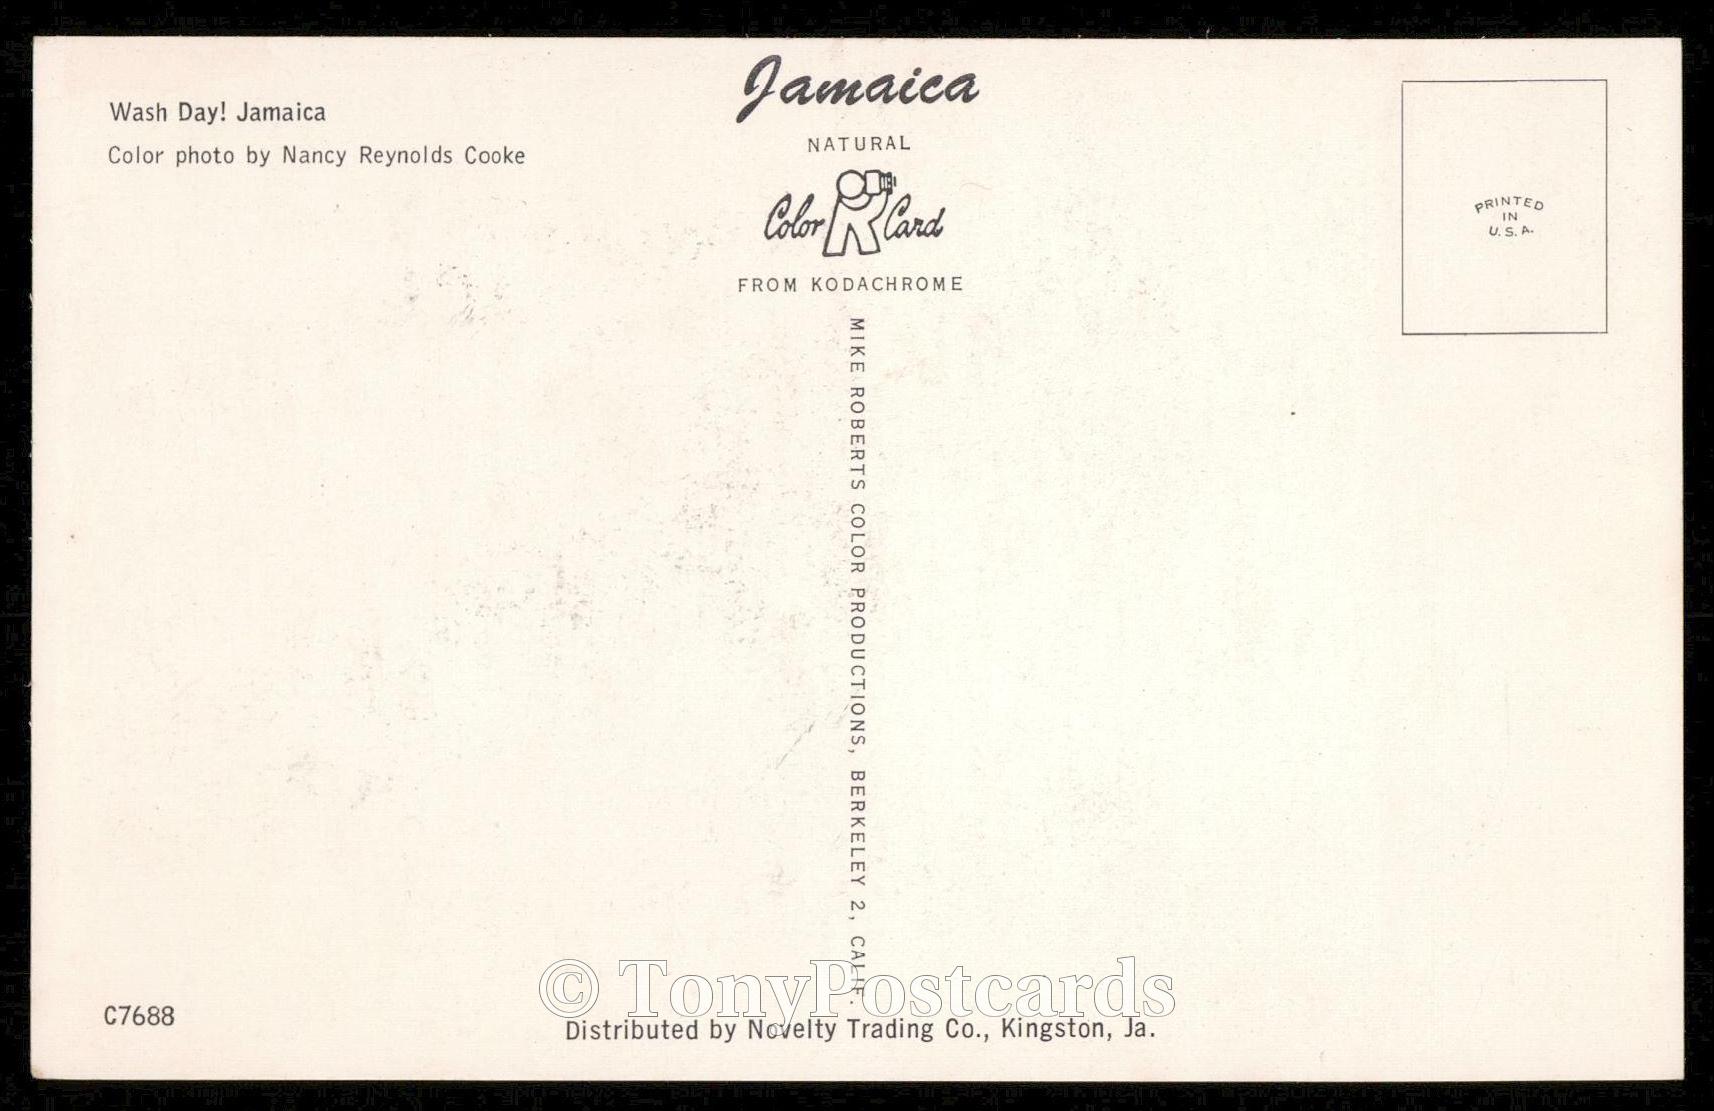 Wash Day! Jamaica
Color photo by Nancy Reynolds Cooke
Jamaica
NATURAL
Color Card
FROM KODACHROME
MIKE ROBERTS COLOR PRODUCTIONS, BERKELEY 2, CALIF.
PRINTED
IN
U.S.A.
C7688
© TonyPostcards
Distributed by Novelty Trading Co., Kingston, Ja.